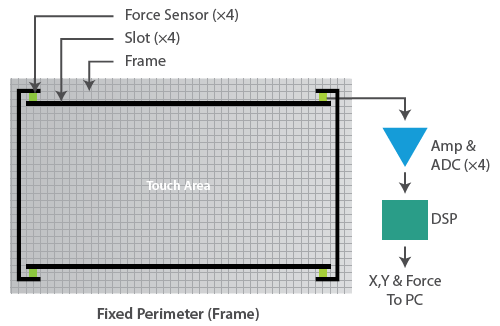 Force Sensor (×4)
Slot (×4)
Frame
Touch Area
Amp &
ADC (×4)
DSP
X,Y & Force
To PC
Fixed Perimeter (Frame)